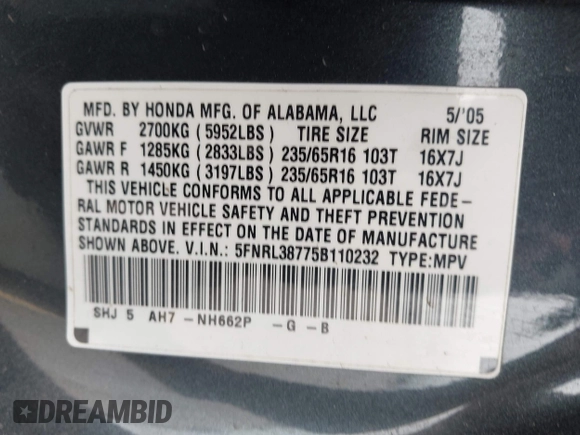 MFD. BY HONDA MFG. OF ALABAMA, LLC 5/'05
GVWR 2700KG (5952LBS) TIRE SIZE RIM SIZE
GAWR F 1285KG (2833LBS) 235/65R16 103T 16X7J
GAWR R 1450KG (3197LBS) 235/65R16 103T 16X7J
THIS VEHICLE CONFORMS TO ALL APPLICABLE FEDE-
RAL MOTOR VEHICLE SAFETY AND THEFT PREVENTION
STANDARDS IN EFFECT ON THE DATE OF MANUFACTURE
SHOWN ABOVE. V.I.N.: 5FNRL38775B110232 TYPE:MPV
SHJ 5 AH7 -NH662P -G -B
DREAMBID